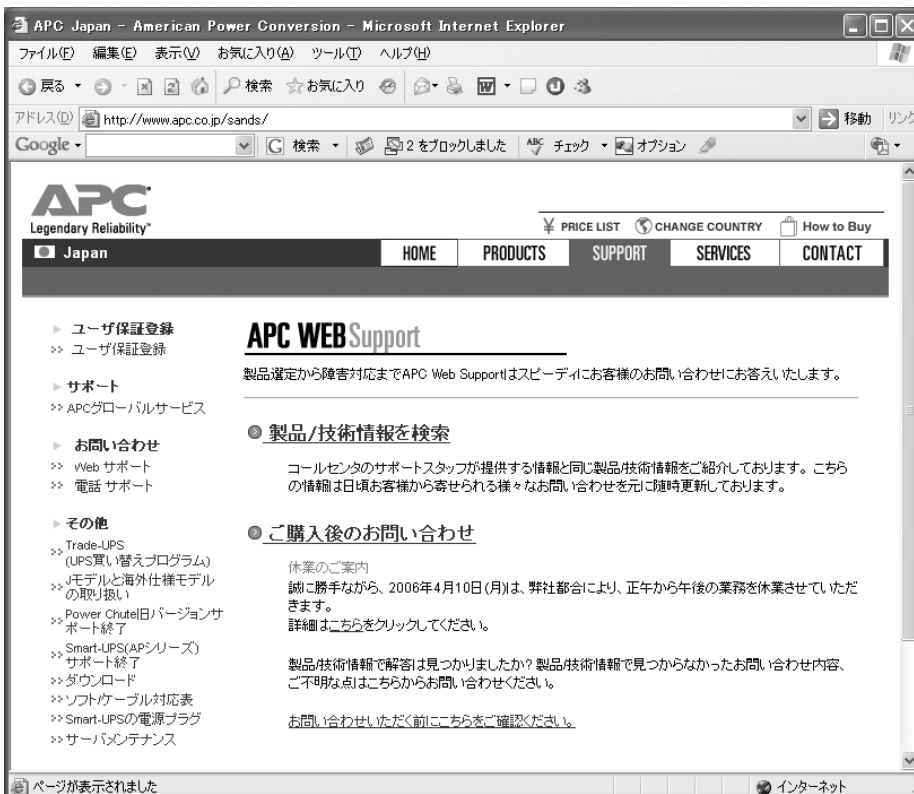 APC Japan - American Power Conversion - Microsoft Internet Explorer
ファイル(F) 編集(E) 表示(V) お気に入り(A) ツール(T) ヘルプ(H)
戻る 検索 お気に入り
アドレス(D) http://www.apc.co.jp/sands/ 移動 リンク
Google 検索 2 をブロックしました チェック オプション
APC
Legendary Reliability™
¥ PRICE LIST CHANGE COUNTRY How to Buy
Japan HOME PRODUCTS SUPPORT SERVICES CONTACT
ユーザ保証登録
>> ユーザ保証登録
サポート
>> APCグローバルサービス
お問い合わせ
>> Web サポート
>> 電話 サポート
その他
>> Trade-UPS
(UPS買い替えプログラム)
>> Jモデルと海外仕様モデル
の取り扱い
>> Power Chute旧バージョンサ
ポート終了
>> Smart-UPS(APシリーズ)
サポート終了
>> ダウンロード
>> ソフト/ケーブル対応表
>> Smart-UPSの電源プラグ
>> サーバメンテナンス
APC WEB Support
製品選定から障害対応までAPC Web Supportはスピーディにお客様のお問い合わせにお答えいたします。
製品/技術情報を検索
コールセンタのサポートスタッフが提供する情報と同じ製品/技術情報をご紹介しております。こちら
の情報は日頃お客様から寄せられる様々なお問い合わせを元に随時更新しております。
ご購入後のお問い合わせ
休業のご案内
誠に勝手ながら、2006年4月10日(月)は、弊社都合により、正午から午後の業務を休業させていただ
きます。
詳細はこちらをクリックしてください。
製品/技術情報で解答は見つかりましたか? 製品/技術情報で見つからなかったお問い合わせ内容、
ご不明な点はこちらからお問い合わせください。
お問い合わせいただく前にこちらをご確認ください。
ページが表示されました インターネット